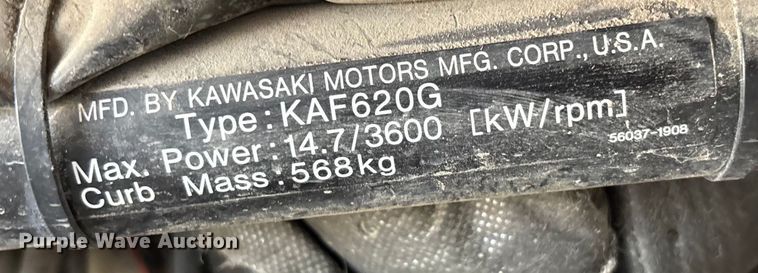 MFD. BY KAWASAKI MOTORS MFG. CORP., U.S.A.
Type : KAF620G
Max. Power : 14.7/3600 [kW/rpm]
Curb Mass : 568kg
56037-1908
Purple Wave Auction